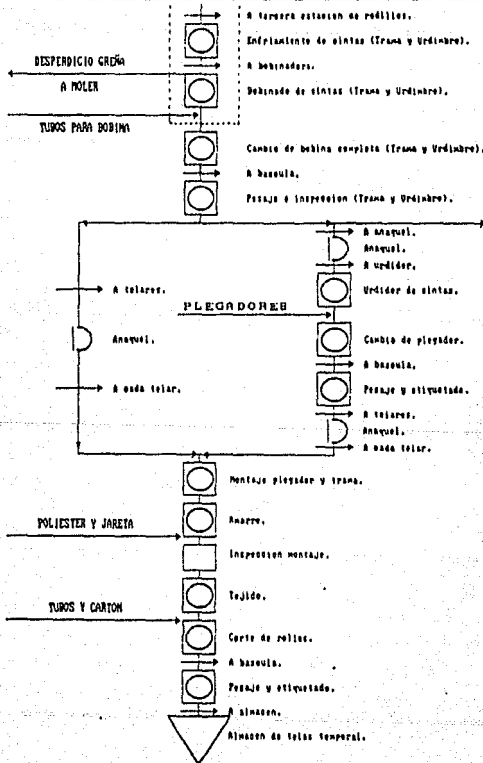 A tercera estacion de rodillos.
Enfriamiento de cintas (Trama y Urdimbre).
DESPERDICIO GREÑA
A bobinadora.
A MOLER
Bobinado de cintas (Trama y Urdimbre).
TUBOS PARA BOBINA
Cambio de bobina completa (Trama y Urdimbre).
A bascula.
Pesaje e inspeccion (Trama y Urdimbre).
A anaquel.
Anaquel.
A urdidor.
A telares.
Urdidor de cintas.
PLEGADORES
Anaquel.
Cambio de plegador.
A bascula.
A cada telar.
Pesaje y etiquetado.
A telares.
Anaquel.
A cada telar.
Montaje plegador y trama.
POLIESTER Y JARETA
Amarre.
Inspeccion montaje.
Tejido.
TUBOS Y CARTON
Corte de rollos.
A bascula.
Pesaje y etiquetado.
A almacen.
Almacen de telas temporal.